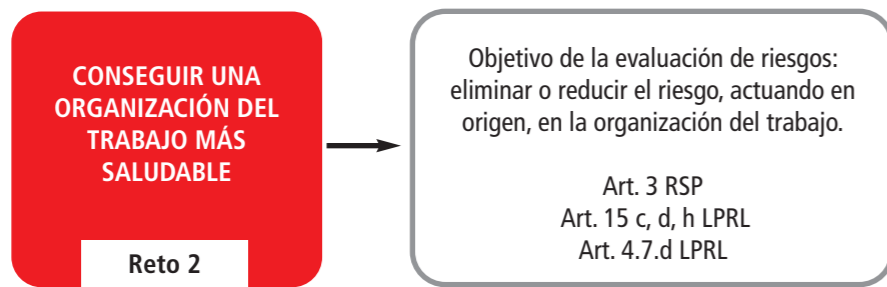 CONSEGUIR UNA
ORGANIZACIÓN DEL
TRABAJO MÁS
SALUDABLE
Reto 2
Objetivo de la evaluación de riesgos:
eliminar o reducir el riesgo, actuando en
origen, en la organización del trabajo.
Art. 3 RSP
Art. 15 c, d, h LPRL
Art. 4.7.d LPRL